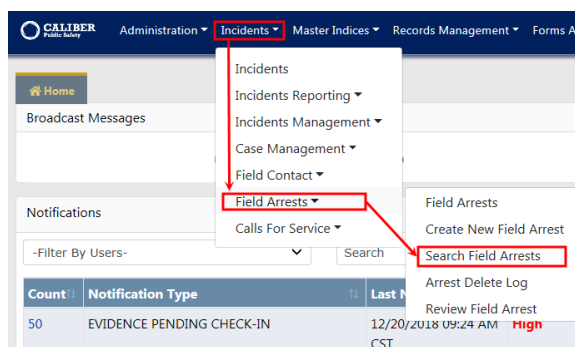 CALIBER
Public Safety
Administration Incidents Master Indices Records Management Forms A
Home
Broadcast Messages
Incidents
Incidents Reporting
Incidents Management
Case Management
Field Contact
Field Arrests
Calls For Service
Field Arrests
Create New Field Arrest
Search Field Arrests
Arrest Delete Log
Review Field Arrest
Notifications
-Filter By Users-
Search
Count Notification Type Last N
50 EVIDENCE PENDING CHECK-IN 12/20/2018 09:24 AM High
CST